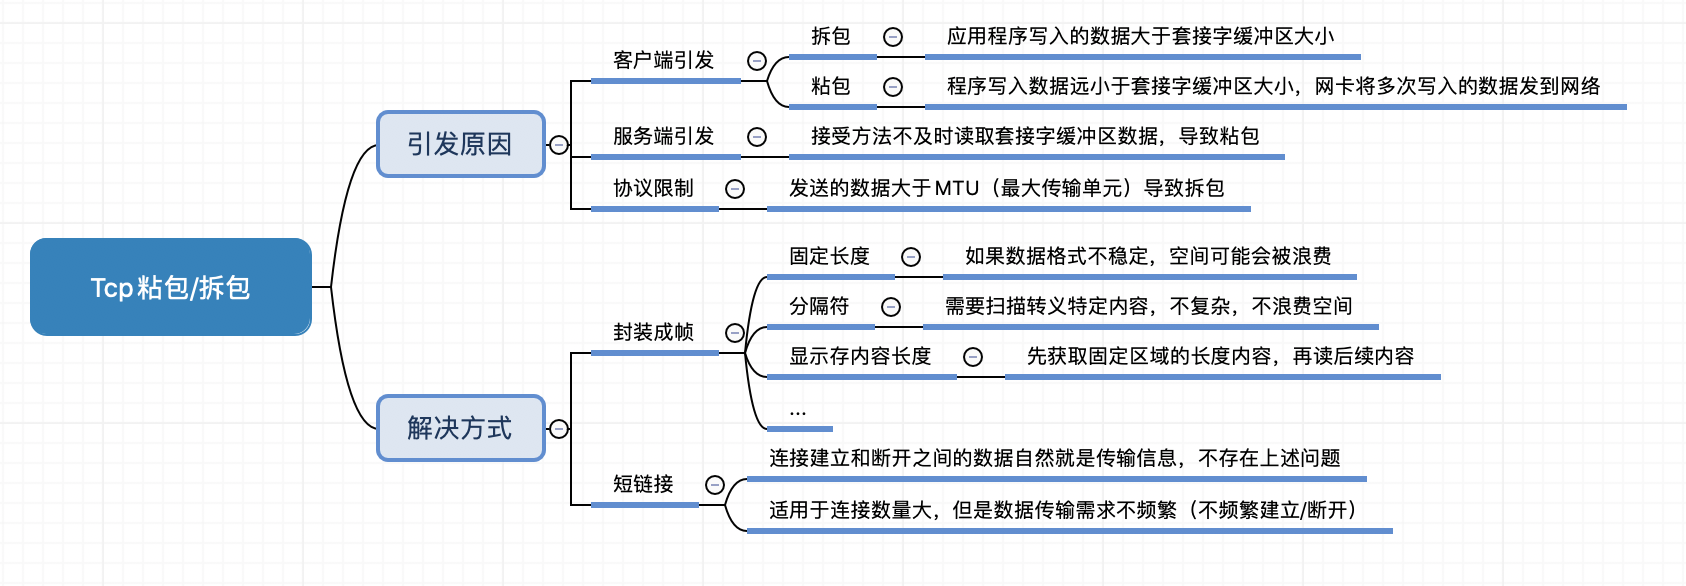 Tcp粘包/拆包
引发原因
客户端引发
拆包
应用程序写入的数据大于套接字缓冲区大小
粘包
程序写入数据远小于套接字缓冲区大小，网卡将多次写入的数据发到网络
服务端引发
接受方法不及时读取套接字缓冲区数据，导致粘包
协议限制
发送的数据大于MTU（最大传输单元）导致拆包
解决方式
封装成帧
固定长度
如果数据格式不稳定，空间可能会被浪费
分隔符
需要扫描转义特定内容，不复杂，不浪费空间
显示存内容长度
先获取固定区域的长度内容，再读后续内容
...
短链接
连接建立和断开之间的数据自然就是传输信息，不存在上述问题
适用于连接数量大，但是数据传输需求不频繁（不频繁建立/断开）